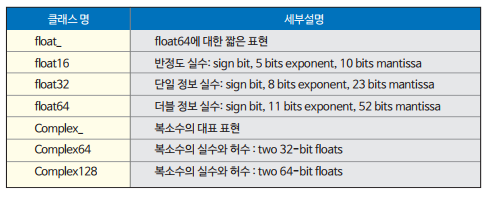 클래스 명 세부설명
float_ float64에 대한 짧은 표현
float16 반정도 실수: sign bit, 5 bits exponent, 10 bits mantissa
float32 단일 정보 실수: sign bit, 8 bits exponent, 23 bits mantissa
float64 더블 정보 실수: sign bit, 11 bits exponent, 52 bits mantissa
Complex_ 복소수의 대표 표현
Complex64 복소수의 실수와 허수 : two 32-bit floats
Complex128 복소수의 실수와 허수 : two 64-bit floats